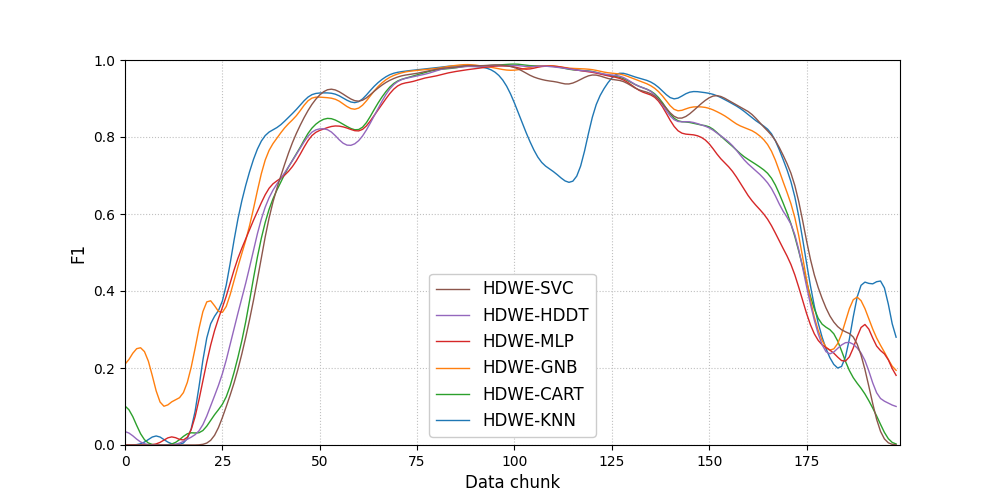 1.0
0.8
0.6
0.4
0.2
0.0
F1
HDWE-SVC
HDWE-HDDT
HDWE-MLP
HDWE-GNB
HDWE-CART
HDWE-KNN
0 25 50 75 100 125 150 175
Data chunk